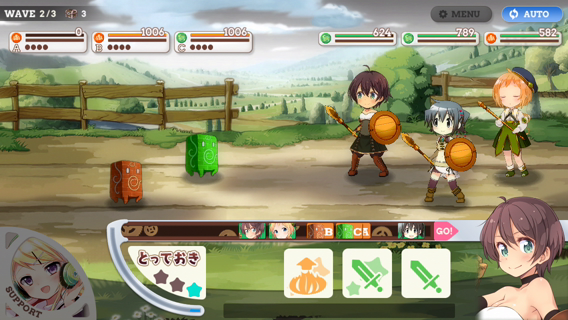 WAVE 2/3 3
MENU
AUTO
0
1006
1006
624
789
582
A
B
C
B
C
GO!
とっておき
SUPPORT